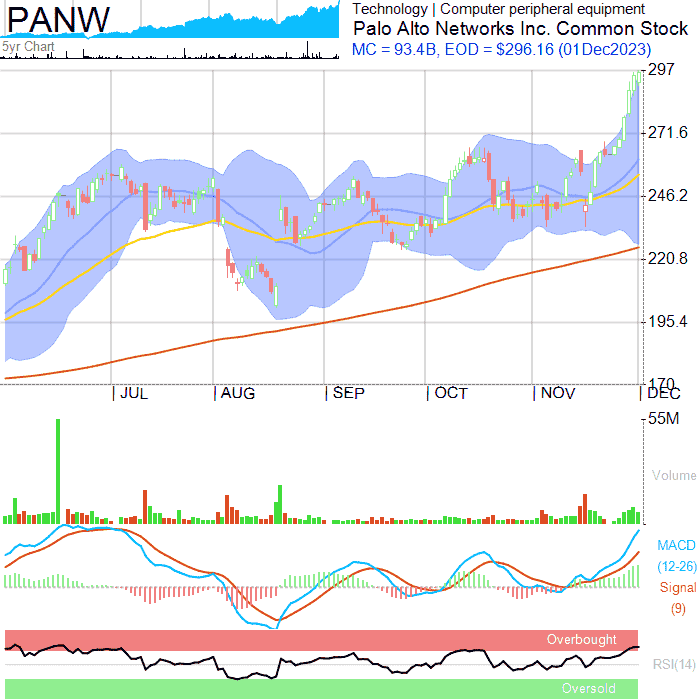 PANW
5yr Chart
Technology | Computer peripheral equipment
Palo Alto Networks Inc. Common Stock
MC = 93.4B, EOD = $296.16 (01Dec2023)
297
271.6
246.2
220.8
195.4
170
JUL
AUG
SEP
OCT
NOV
DEC
55M
Volume
MACD
(12-26)
Signal
(9)
Overbought
RSI(14)
Oversold